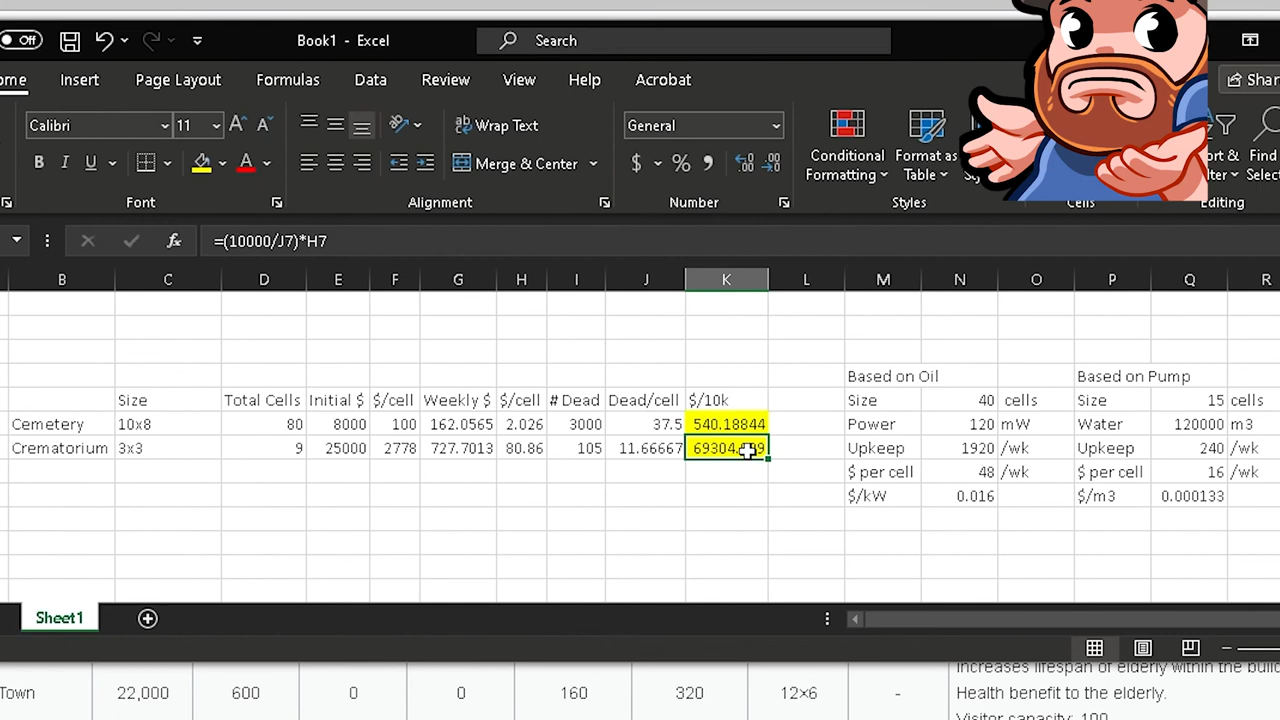 Off Book1 - Excel Search
ome Insert Page Layout Formulas Data Review View Help Acrobat Shar
Calibri 11 A A ab Wrap Text General
B I U A Merge & Center $ % Conditional Formatting Format as Table ort & lter Find Selec
Font Alignment Number Styles Cells Editing
fx =(10000/J7)*H7
B C D E F G H I J K L M N O P Q R
Based on Oil Based on Pump
Size Total Cells Initial $ $/cell Weekly $ $/cell # Dead Dead/cell $/10k Size 40 cells Size 15 cells
Cemetery 10x8 80 8000 100 162.0565 2.026 3000 37.5 540.18844 Power 120 mW Water 120000 m3
Crematorium 3x3 9 25000 2778 727.7013 80.86 105 11.66667 69304. 9 Upkeep 1920 /wk Upkeep 240 /wk
$ per cell 48 /wk $ per cell 16 /wk
$/kW 0.016 $/m3 0.000133
Sheet1
Increases lifespan of elderly within the build
Town 22,000 600 0 0 160 320 12×6 - Health benefit to the elderly.
Visitor capacity: 100